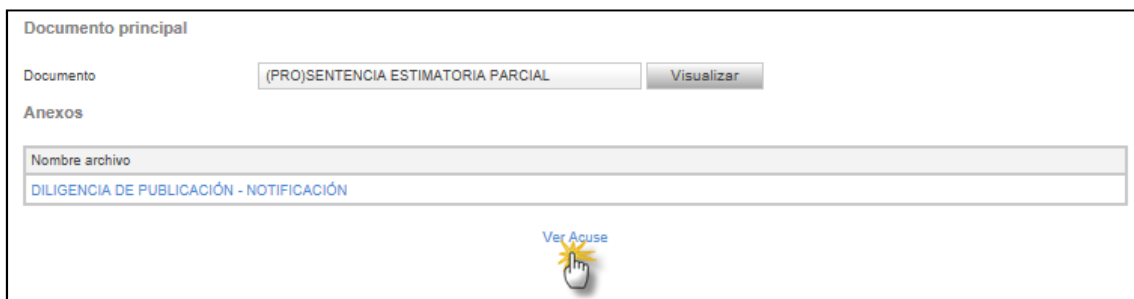 Documento principal
Documento (PRO)SENTENCIA ESTIMATORIA PARCIAL Visualizar
Anexos
Nombre archivo
DILIGENCIA DE PUBLICACIÓN - NOTIFICACIÓN
Ver Acuse